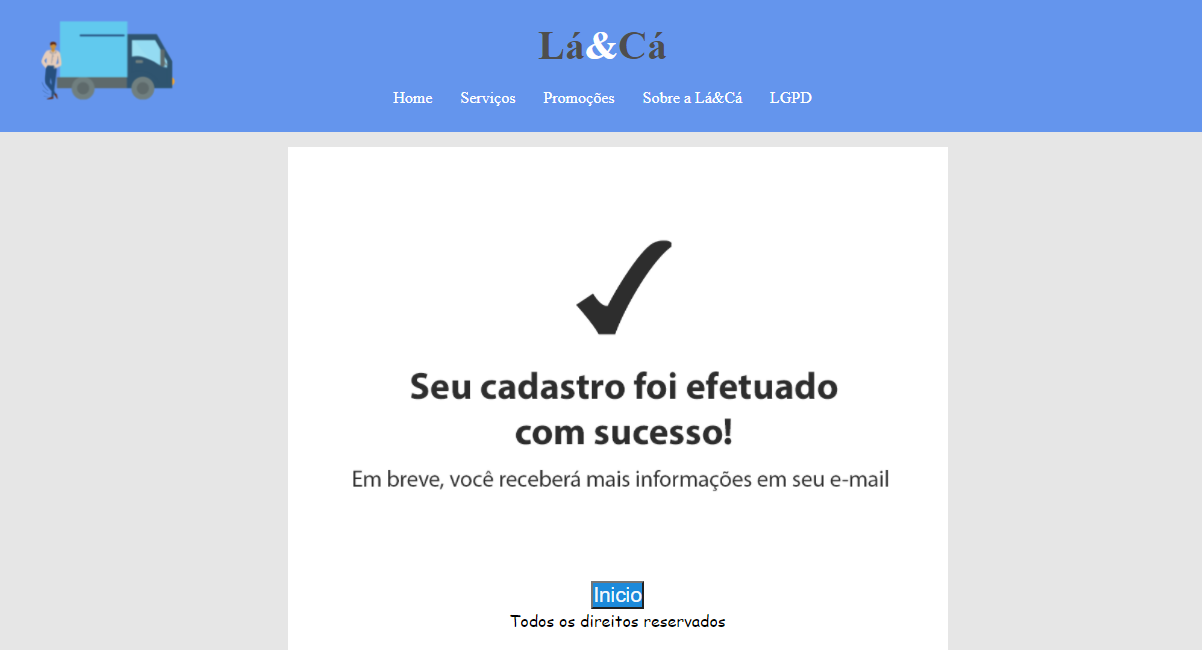 Lá&Cá
Home Serviços Promoções Sobre a Lá&Cá LGPD
Seu cadastro foi efetuado
com sucesso!
Em breve, você receberá mais informações em seu e-mail
Inicio
Todos os direitos reservados